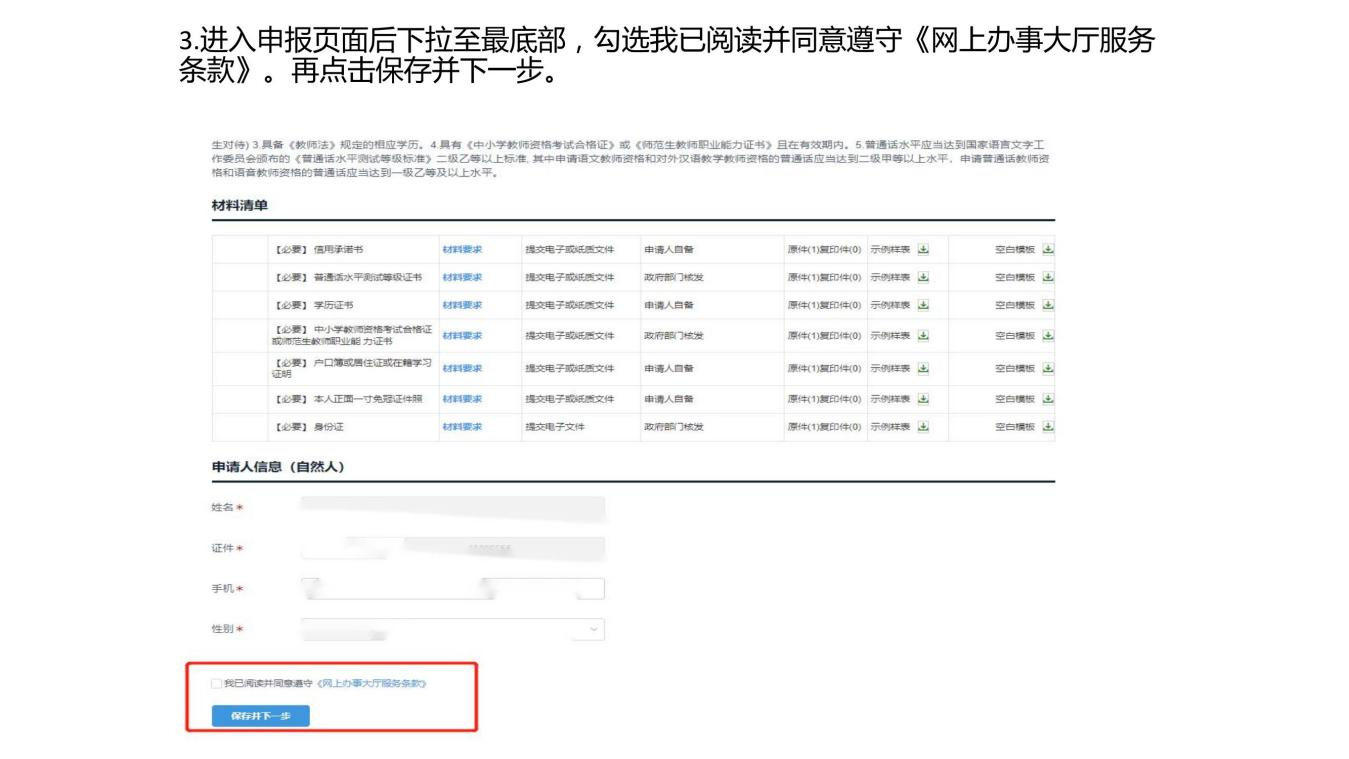 3.进入申报页面后下拉至最底部，勾选我已阅读并同意遵守《网上办事大厅服务
条款》。再点击保存并下一步。
生对待) 3.具备《教师法》规定的相应学历。4.具有《中小学教师资格考试合格证》或《师范生教师职业能力证书》且在有效期内。5.普通话水平应当达到国家语言文字工
作委员会颁布的《普通话水平测试等级标准》二级乙等以上标准, 其中申请语文教师资格和对外汉语教学教师资格的普通话应当达到二级甲等以上水平，申请普通话教师资
格和语音教师资格的普通话应当达到一级乙等及以上水平。
材料清单
【必要】 信用承诺书 材料要求 提交电子或纸质文件 申请人自备 原件(1)复印件(0) 示例样表 空白模板
【必要】 普通话水平测试等级证书 材料要求 提交电子或纸质文件 政府部门核发 原件(1)复印件(0) 示例样表 空白模板
【必要】 学历证书 材料要求 提交电子或纸质文件 申请人自备 原件(1)复印件(0) 示例样表 空白模板
【必要】 中小学教师资格考试合格证
或师范生教师职业能 力证书 材料要求 提交电子或纸质文件 政府部门核发 原件(1)复印件(0) 示例样表 空白模板
【必要】 户口簿或居住证或在籍学习
证明 材料要求 提交电子或纸质文件 申请人自备 原件(1)复印件(0) 示例样表 空白模板
【必要】 本人正面一寸免冠证件照 材料要求 提交电子或纸质文件 申请人自备 原件(1)复印件(0) 示例样表 空白模板
【必要】 身份证 材料要求 提交电子文件 政府部门核发 原件(1)复印件(0) 示例样表 空白模板
申请人信息（自然人）
姓名*
证件*
手机*
性别*
我已阅读并同意遵守《网上办事大厅服务条款》
保存并下一步